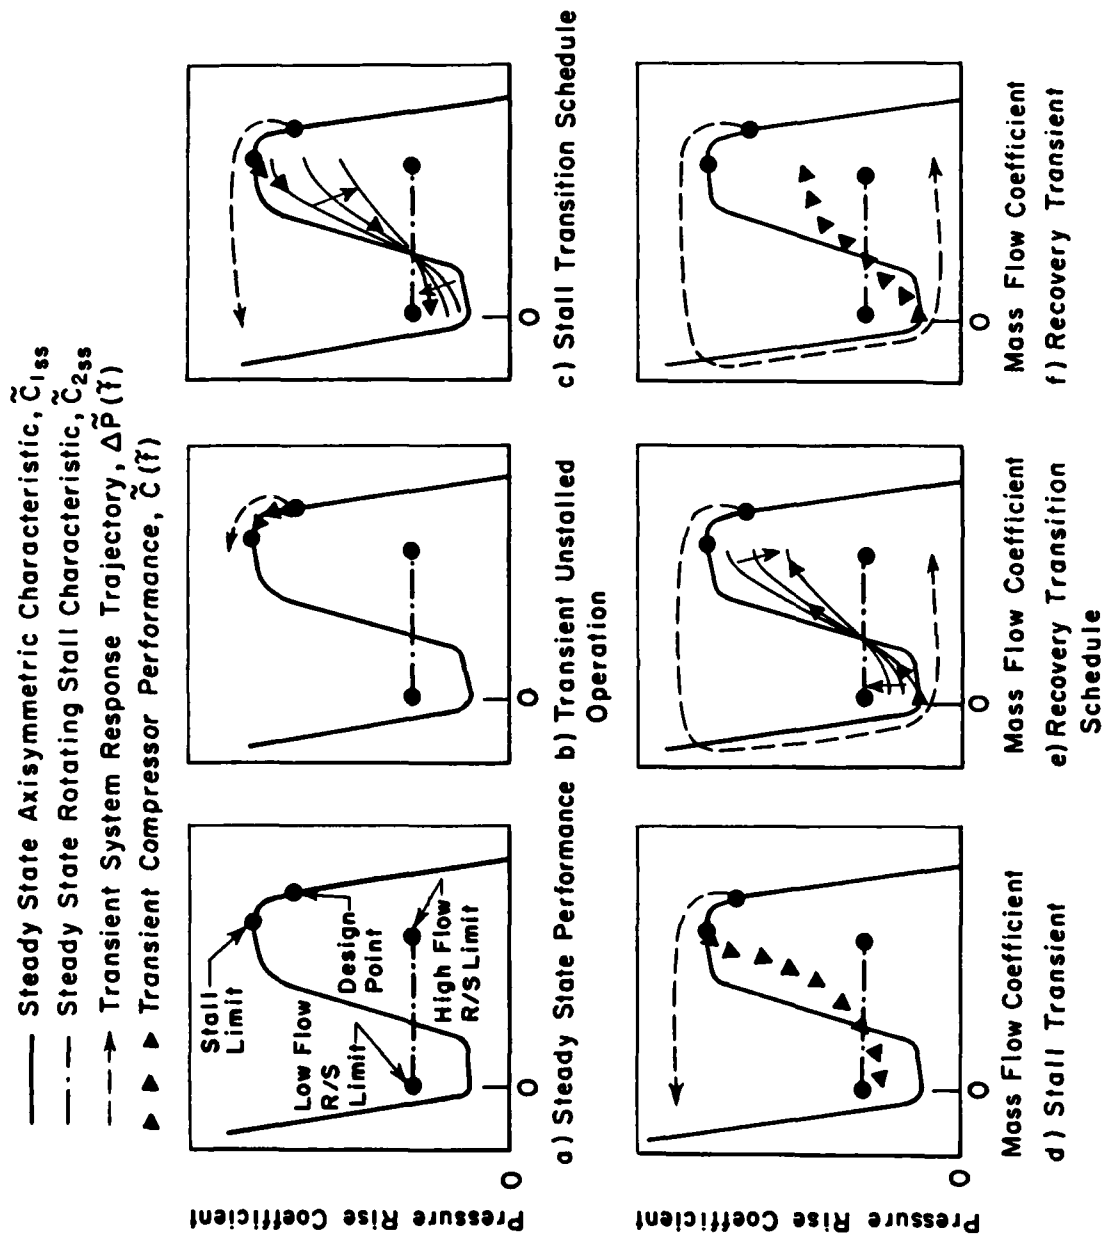 Steady State Axisymmetric Characteristic, C̃1ss
Steady State Rotating Stall Characteristic, C̃2ss
Transient System Response Trajectory, ΔP̃(t̃)
Transient Compressor Performance, C̃(t̃)
Pressure Rise Coefficient
0
Stall
Limit
Low Flow
R/S
Limit
Design
Point
High Flow
R/S Limit
0
a) Steady State Performance
0
b) Transient Unstalled
Operation
0
c) Stall Transition Schedule
Pressure Rise Coefficient
0
0
Mass Flow Coefficient
d) Stall Transient
0
Mass Flow Coefficient
e) Recovery Transition
Schedule
0
Mass Flow Coefficient
f) Recovery Transient